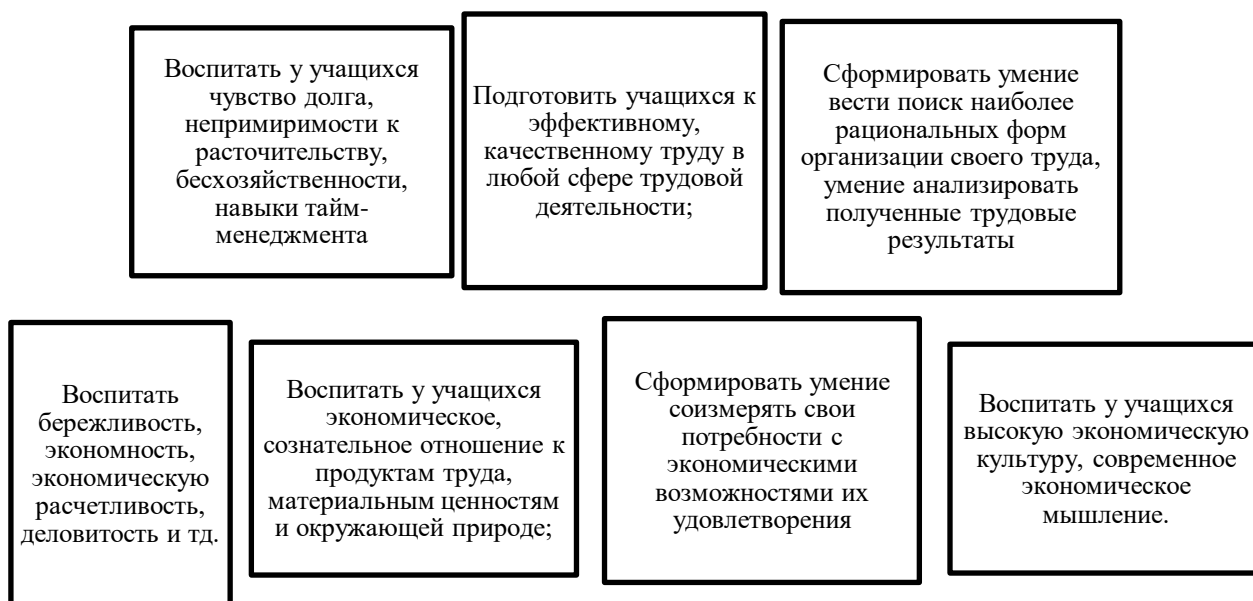 Воспитать у учащихся
чувство долга,
непримиримости к
расточительству,
бесхозяйственности,
навыки тайм-
менеджмента
Подготовить учащихся к
эффективному,
качественному труду в
любой сфере трудовой
деятельности;
Сформировать умение
вести поиск наиболее
рациональных форм
организации своего труда,
умение анализировать
полученные трудовые
результаты
Воспитать
бережливость,
экономность,
экономическую
расчетливость,
деловитость и тд.
Воспитать у учащихся
экономическое,
сознательное отношение к
продуктам труда,
материальным ценностям
и окружающей природе;
Сформировать умение
соизмерять свои
потребности с
экономическими
возможностями их
удовлетворения
Воспитать у учащихся
высокую экономическую
культуру, современное
экономическое
мышление.